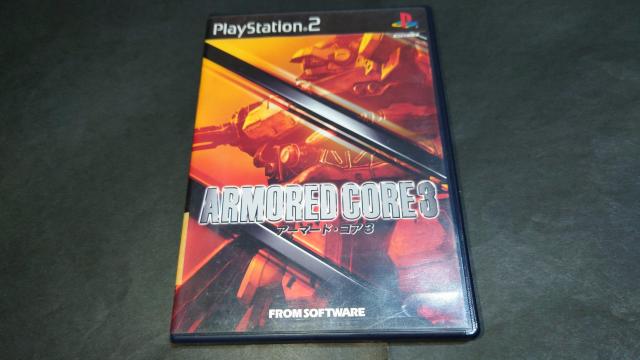 PlayStation.2
ARMORED CORE 3
アーマード・コア3
FROM SOFTWARE